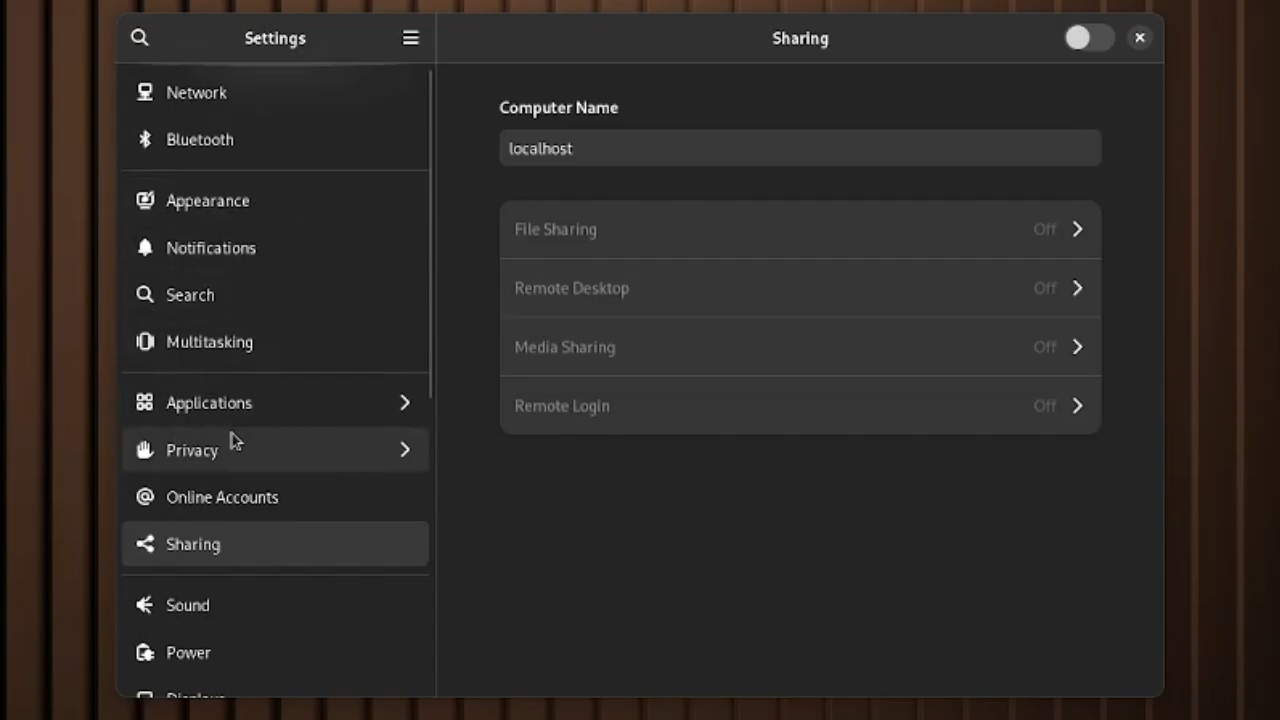 Settings
Sharing
Network
Bluetooth
Appearance
Notifications
Search
Multitasking
Applications
Privacy
Online Accounts
Sharing
Sound
Power
Displays
Computer Name
localhost
File Sharing Off
Remote Desktop Off
Media Sharing Off
Remote Login Off